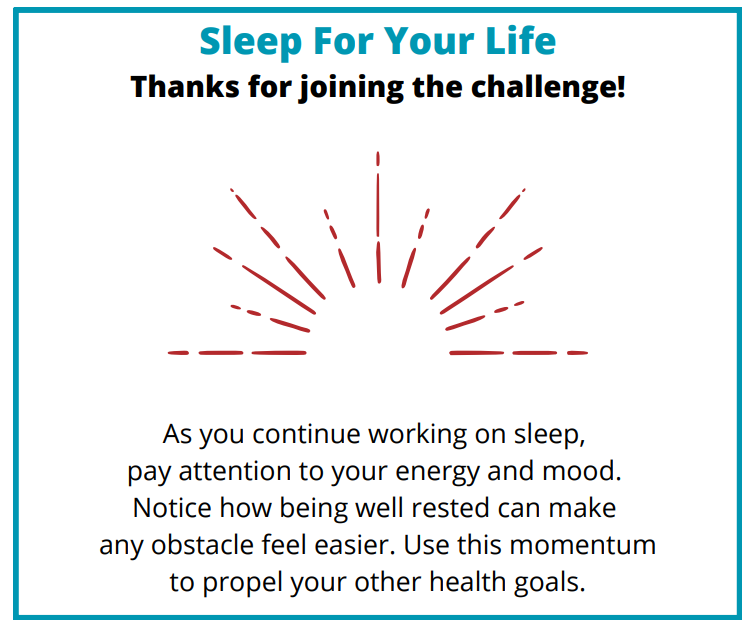 Sleep For Your Life
Thanks for joining the challenge!
As you continue working on sleep,
pay attention to your energy and mood.
Notice how being well rested can make
any obstacle feel easier. Use this momentum
to propel your other health goals.